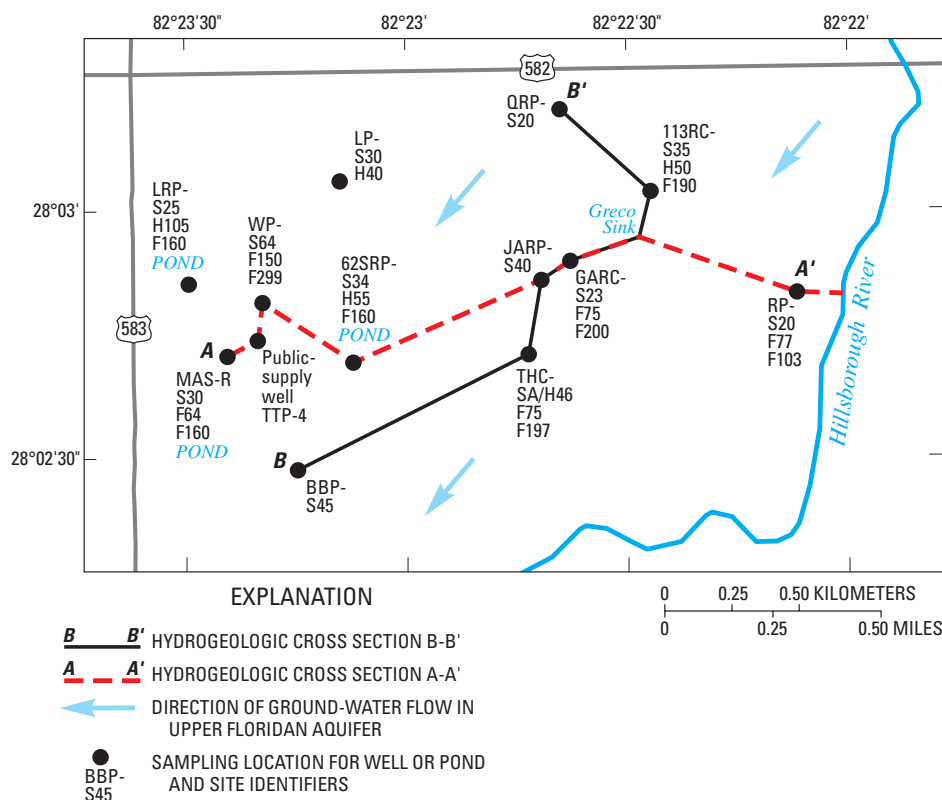 82°23'30"
82°23'
82°22'30"
82°22'
582
QRP-
S20
B'
113RC-
S35
H50
F190
LP-
S30
H40
LRP-
S25
H105
F160
POND
28°03'
WP-
S64
F150
F299
Greco
Sink
62SRP-
S34
H55
F160
POND
JARP-
S40
GARC-
S23
F75
F200
A'
RP-
S20
F77
F103
583
A
MAS-R
S30
F64
F160
POND
Public-
supply
well
TTP-4
THC-
SA/H46
F75
F197
Hillsborough River
28°02'30"
B
BBP-
S45
EXPLANATION
B B' HYDROGEOLOGIC CROSS SECTION B-B'
A A' HYDROGEOLOGIC CROSS SECTION A-A'
DIRECTION OF GROUND-WATER FLOW IN
UPPER FLORIDAN AQUIFER
BBP-
S45
SAMPLING LOCATION FOR WELL OR POND
AND SITE IDENTIFIERS
0 0.25 0.50 KILOMETERS
0 0.25 0.50 MILES